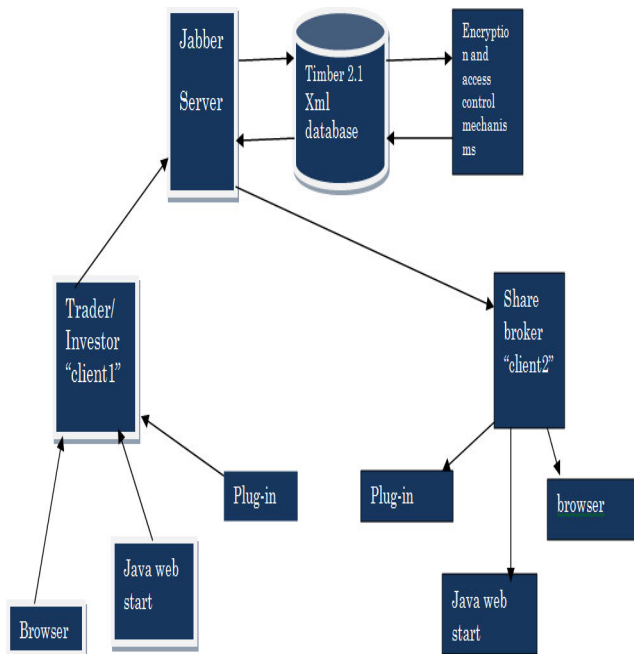 Jabber
Server
Timber 2.1
Xml
database
Encryptio
n and
access
control
mechanis
ms
Trader/
Investor
“client1”
Share
broker
“client2”
Plug-in
Plug-in
browser
Java web
start
Java web
start
Browser